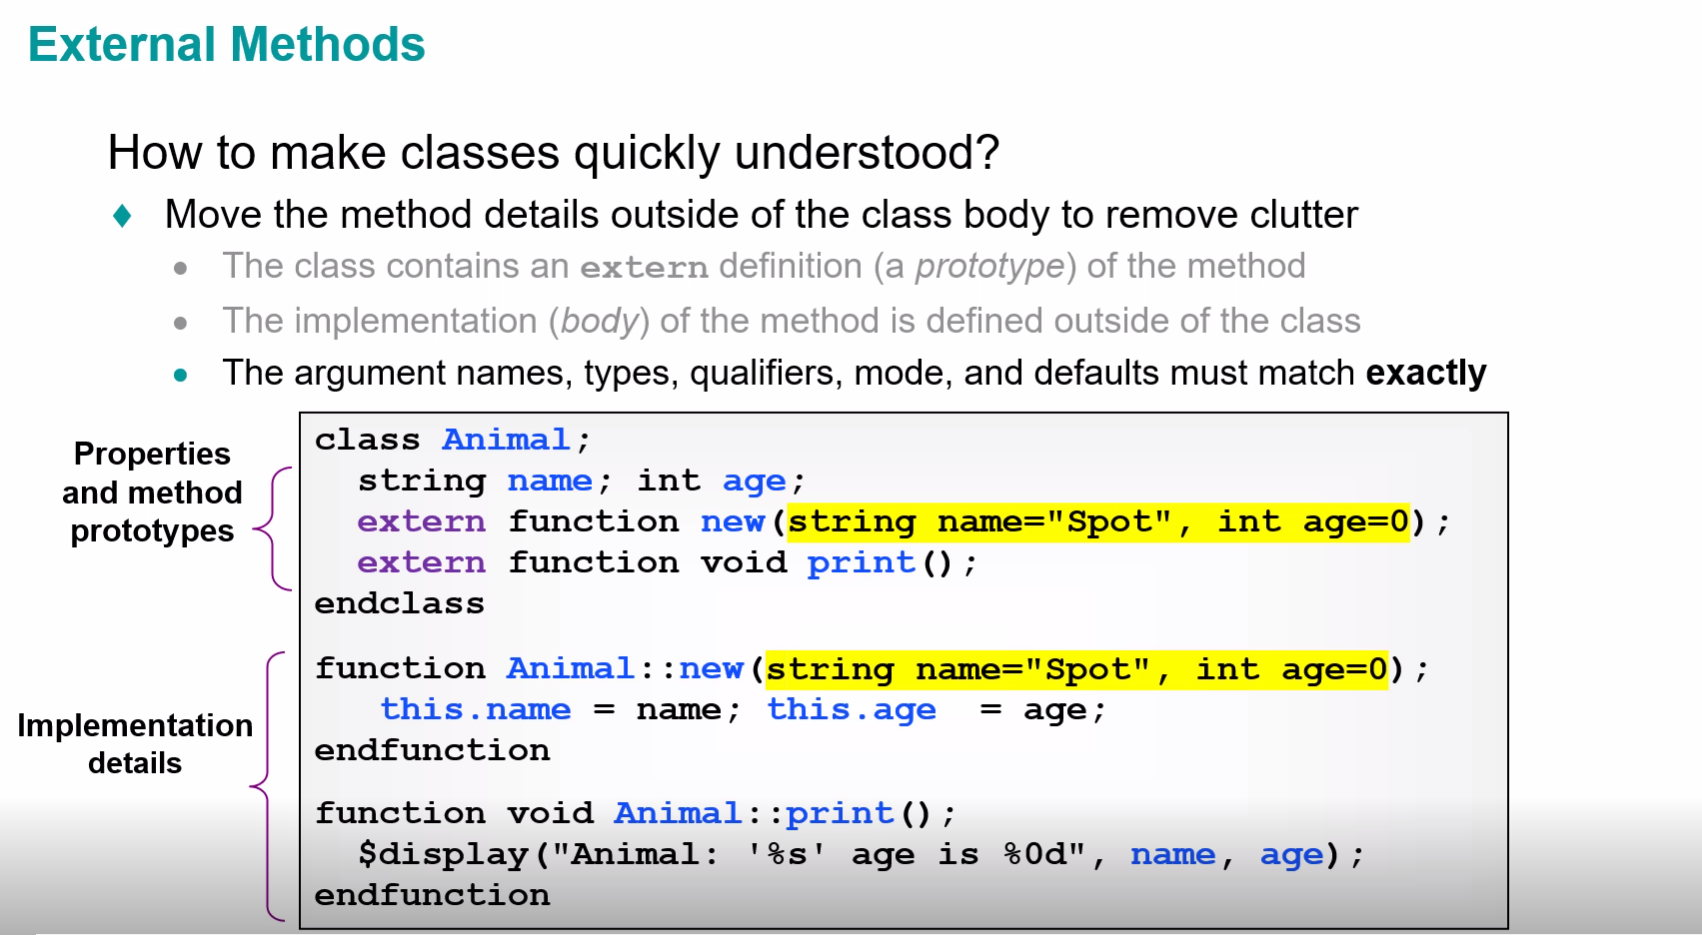 External Methods
How to make classes quickly understood?
♦ Move the method details outside of the class body to remove clutter
• The class contains an extern definition (a prototype) of the method
• The implementation (body) of the method is defined outside of the class
• The argument names, types, qualifiers, mode, and defaults must match exactly
Properties
and method
prototypes
class Animal;
string name; int age;
extern function new(string name="Spot", int age=0);
extern function void print();
endclass
Implementation
details
function Animal::new(string name="Spot", int age=0);
this.name = name; this.age  = age;
endfunction
function void Animal::print();
$display("Animal: '%s' age is %0d", name, age);
endfunction